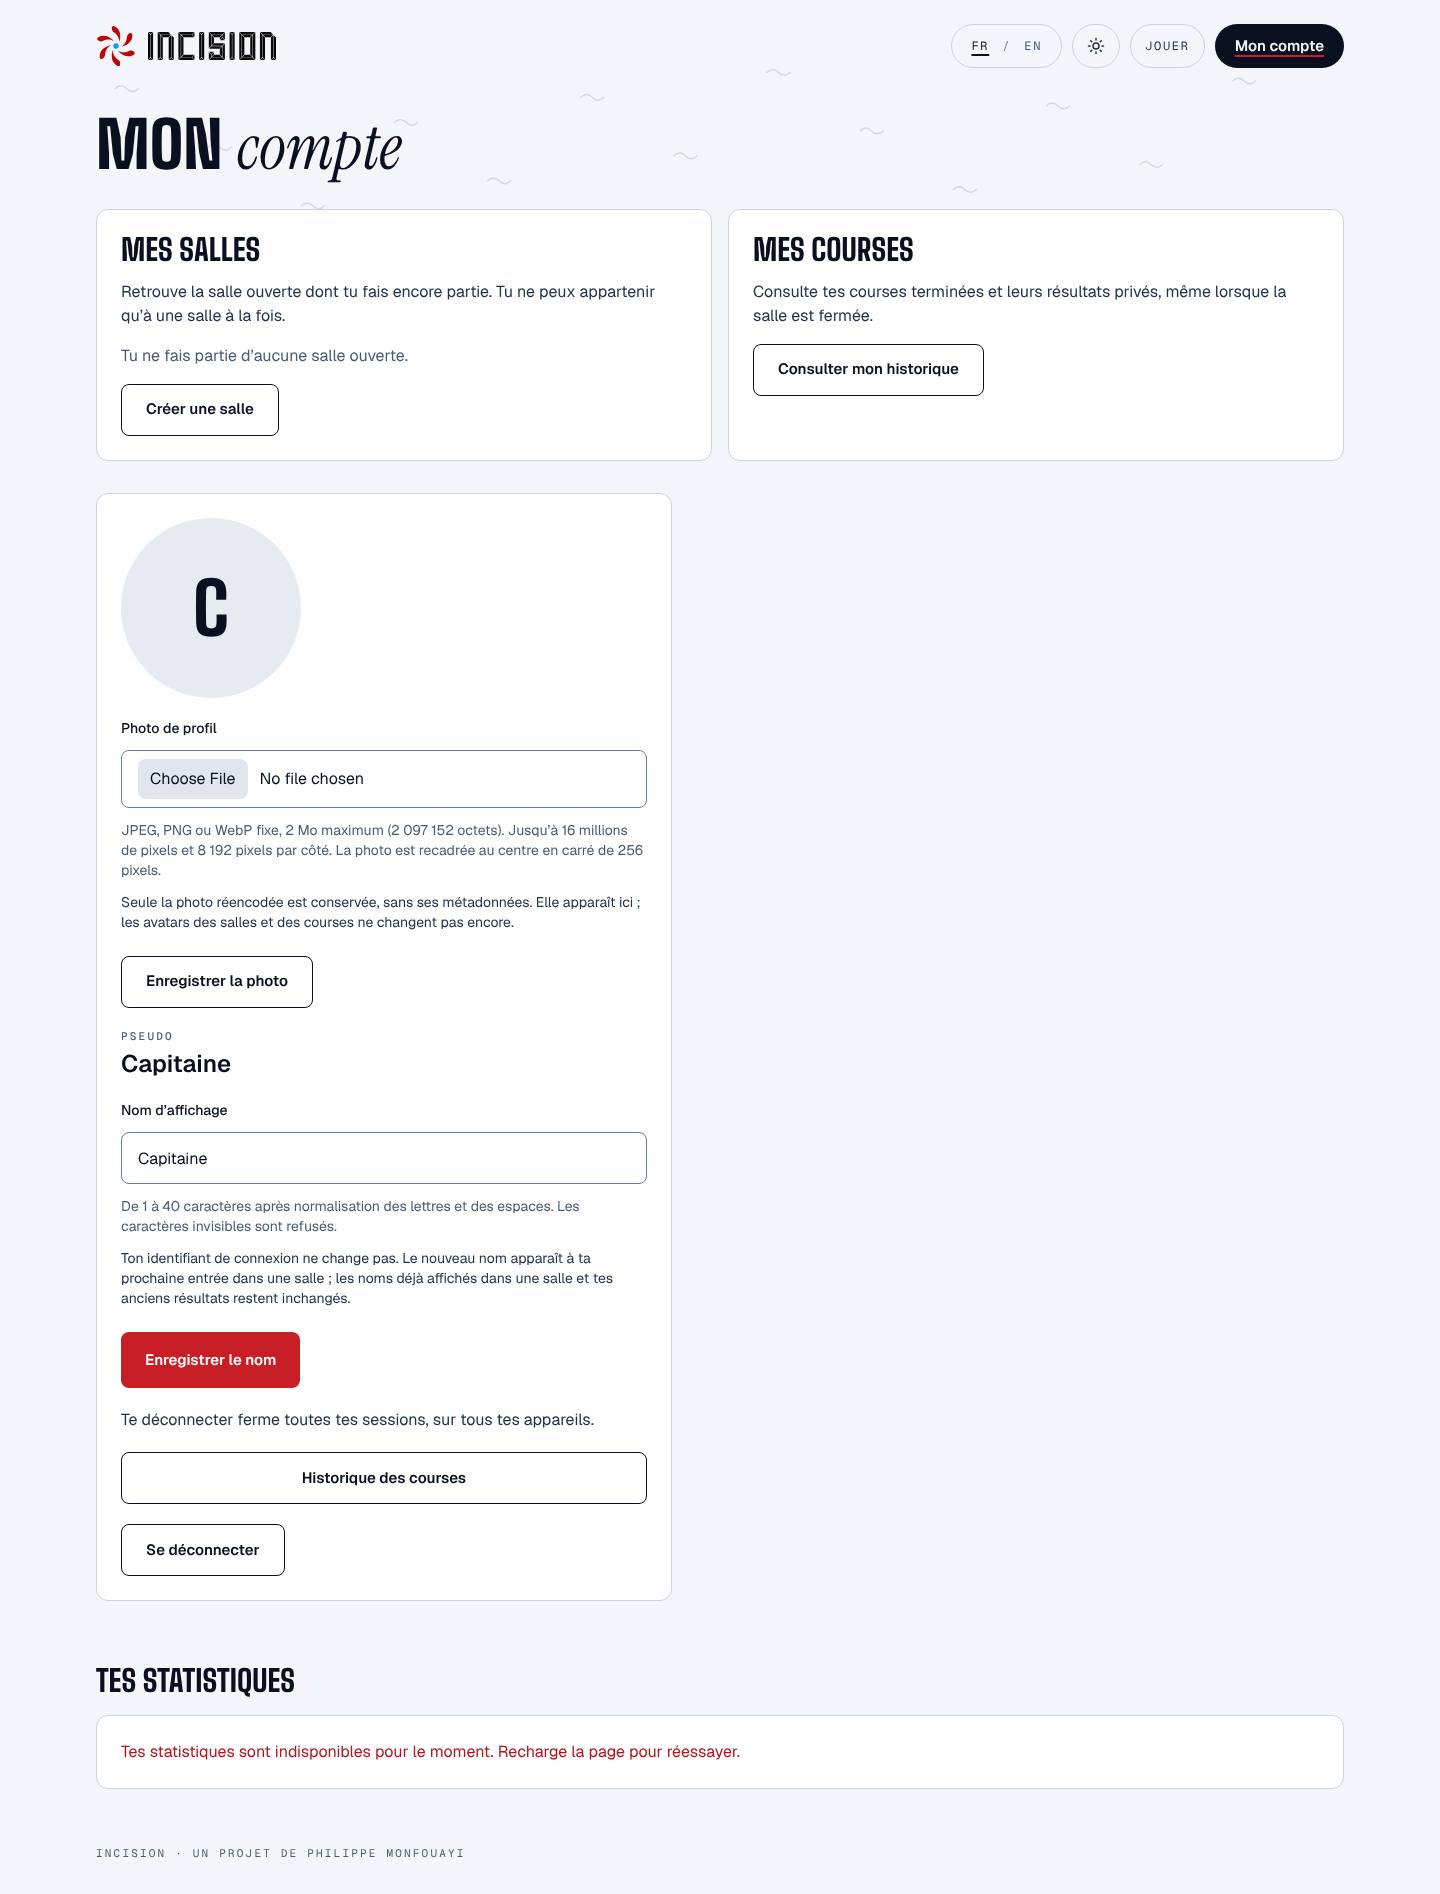 INCISION
FR / EN
JOUER
Mon compte
MON compte
MES SALLES
Retrouve la salle ouverte dont tu fais encore partie. Tu ne peux appartenir
qu’à une salle à la fois.
Tu ne fais partie d’aucune salle ouverte.
Créer une salle
MES COURSES
Consulte tes courses terminées et leurs résultats privés, même lorsque la
salle est fermée.
Consulter mon historique
C
Photo de profil
Choose File No file chosen
JPEG, PNG ou WebP fixe, 2 Mo maximum (2 097 152 octets). Jusqu’à 16 millions
de pixels et 8 192 pixels par côté. La photo est recadrée au centre en carré de 256
pixels.
Seule la photo réencodée est conservée, sans ses métadonnées. Elle apparaît ici ;
les avatars des salles et des courses ne changent pas encore.
Enregistrer la photo
PSEUDO
Capitaine
Nom d’affichage
Capitaine
De 1 à 40 caractères après normalisation des lettres et des espaces. Les
caractères invisibles sont refusés.
Ton identifiant de connexion ne change pas. Le nouveau nom apparaît à ta
prochaine entrée dans une salle ; les noms déjà affichés dans une salle et tes
anciens résultats restent inchangés.
Enregistrer le nom
Te déconnecter ferme toutes tes sessions, sur tous tes appareils.
Historique des courses
Se déconnecter
TES STATISTIQUES
Tes statistiques sont indisponibles pour le moment. Recharge la page pour réessayer.
INCISION · UN PROJET DE PHILIPPE MONFOUAYI